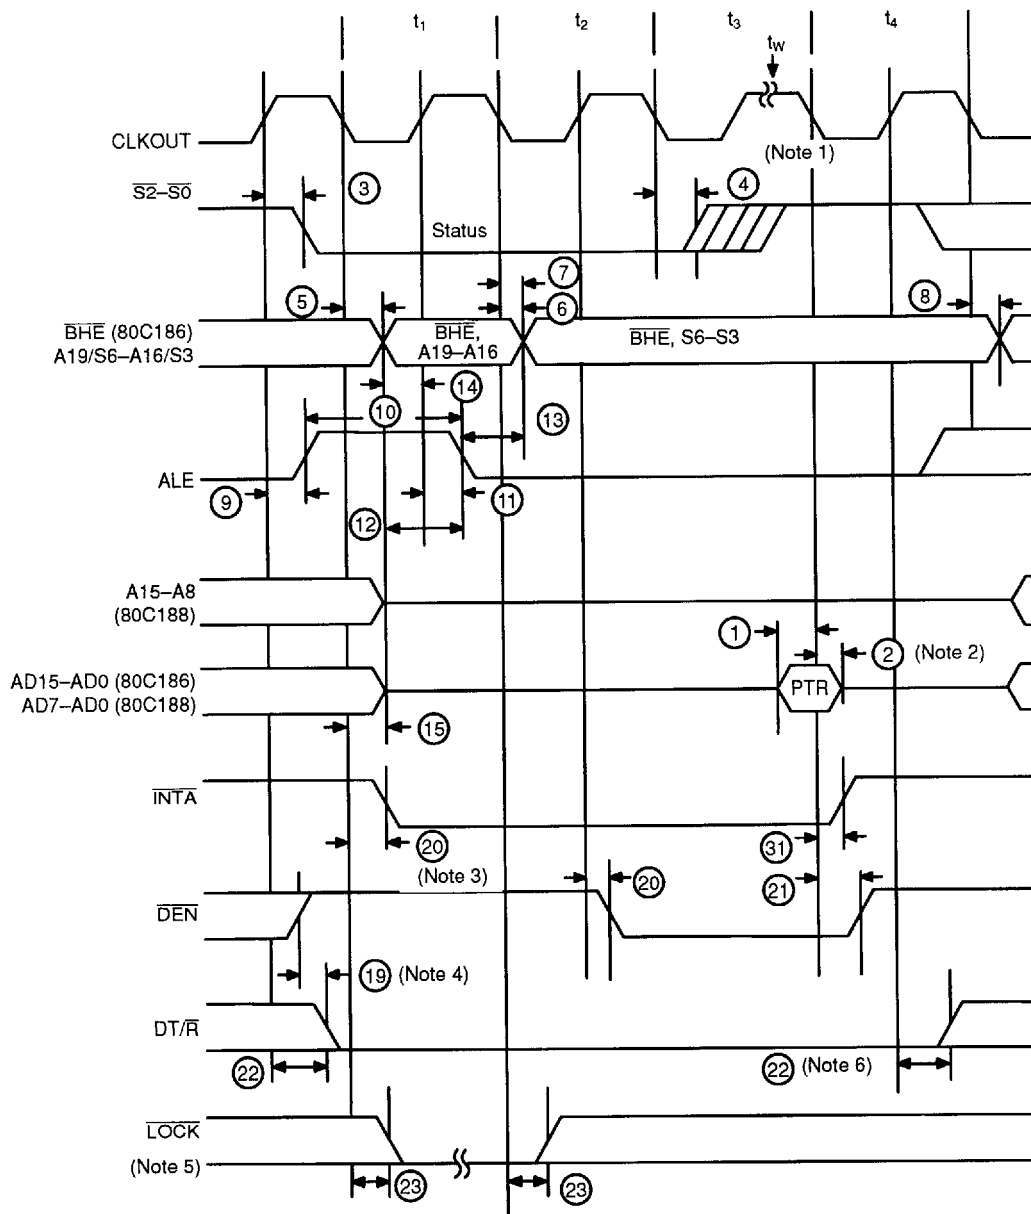 t1 t2 t3 t4
tW
CLKOUT
(Note 1)
S2–S0
3
4
Status
7
5 6 8
BHE (80C186)
A19/S6–A16/S3
BHE,
A19–A16
BHE, S6–S3
14
10
13
ALE
9 11
12
A15–A8
(80C188)
1
2 (Note 2)
AD15–AD0 (80C186)
AD7–AD0 (80C188)
PTR
15
INTA
20 31
(Note 3)
20 21
DEN
19 (Note 4)
DT/R
22 22 (Note 6)
LOCK
(Note 5)
23 23